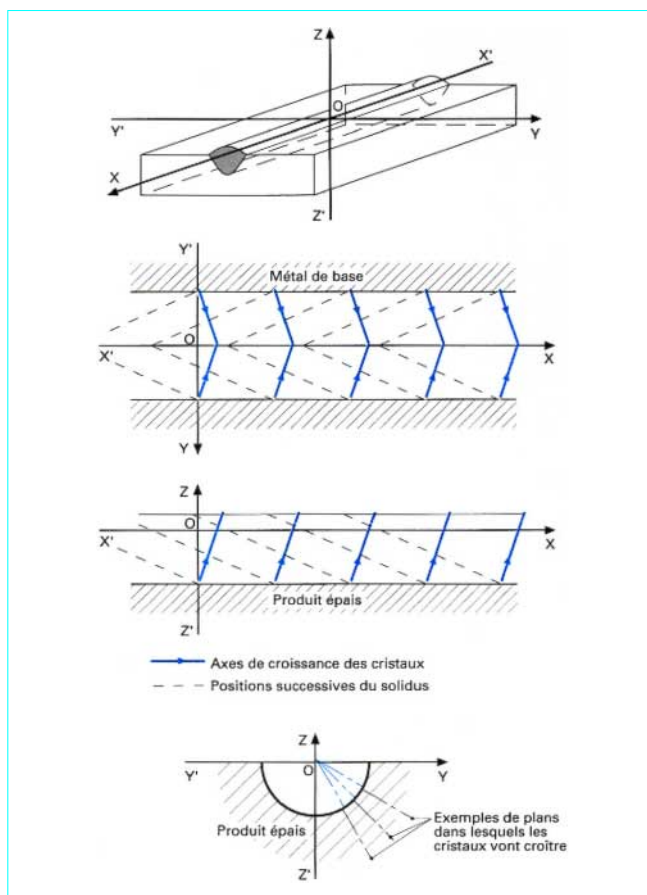 Z
X'
O
Y'
Y
X
Z'
Y'
Métal de base
O
X'
X
Y
Z
O
X'
X
Produit épais
Z'
Axes de croissance des cristaux
Positions successives du solidus
Z
Y'
O
Y
Produit épais
Exemples de plans
dans lesquels les
cristaux vont croître
Z'